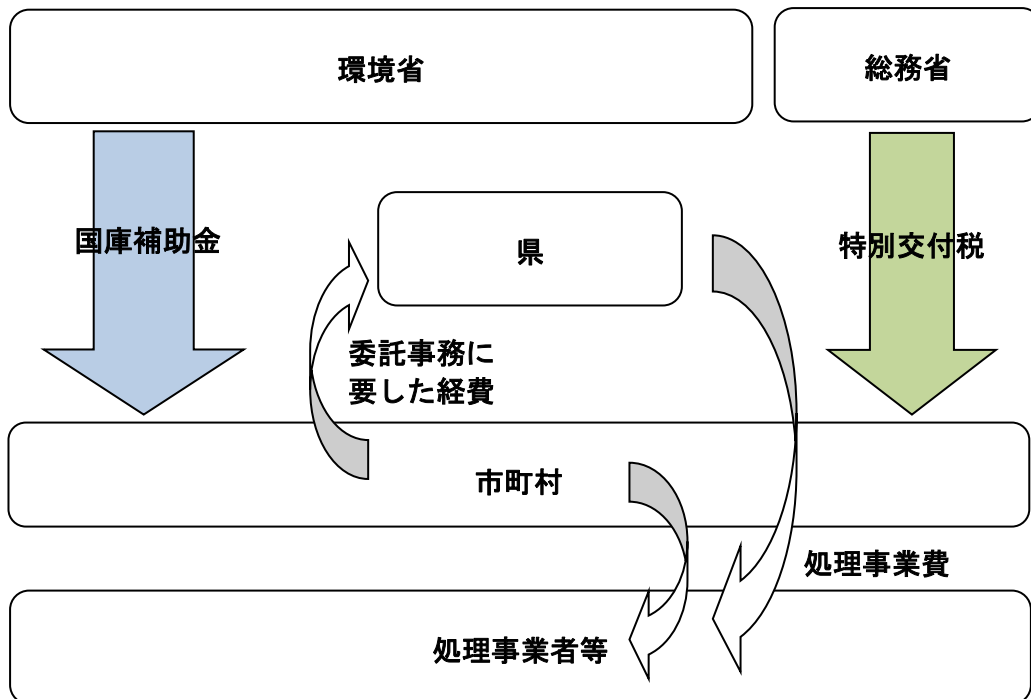 環境省
総務省
国庫補助金
県
特別交付税
委託事務に
要した経費
市町村
処理事業費
処理事業者等